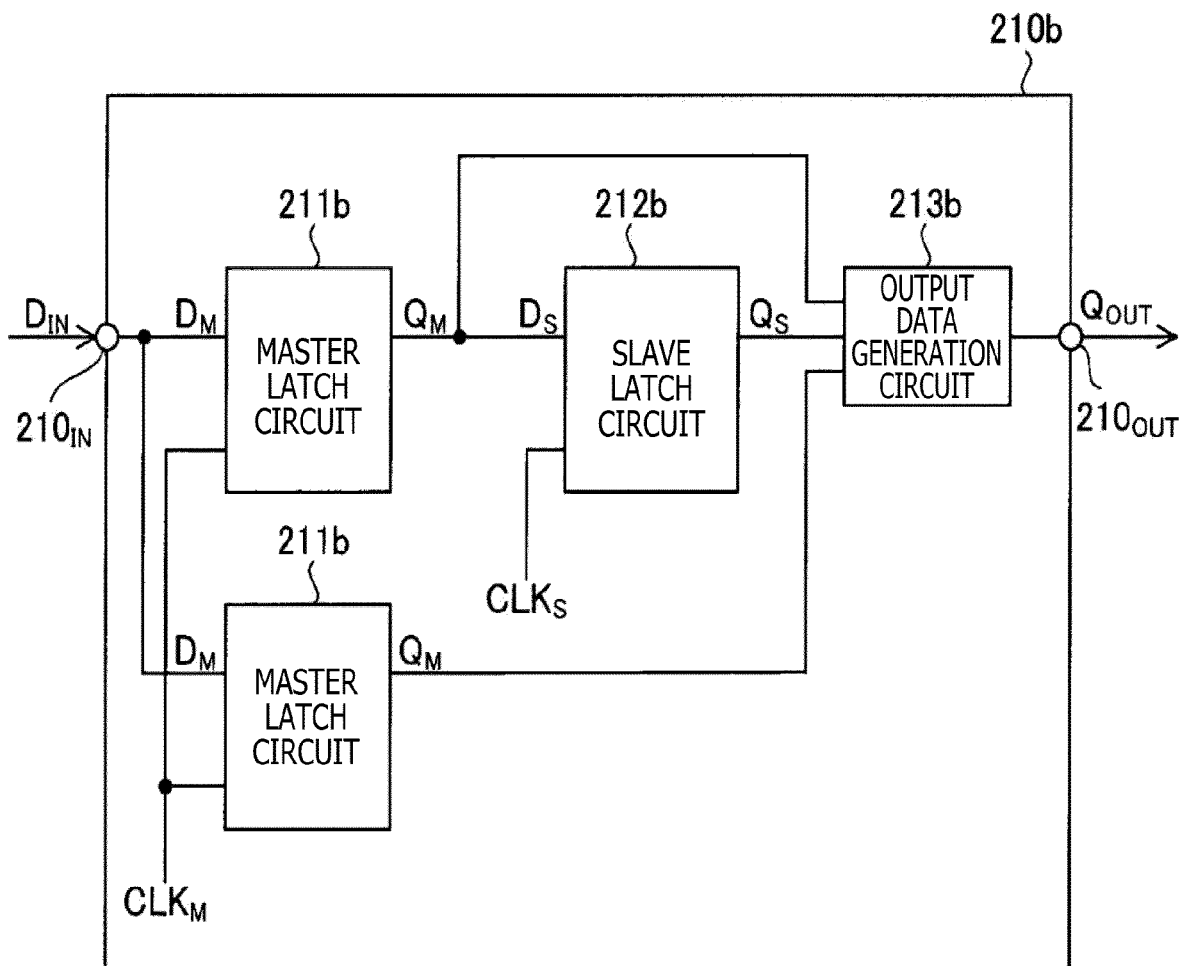 210b
211b
212b
213b
D_IN
D_M
Q_M
D_S
Q_S
Q_OUT
MASTER
LATCH
CIRCUIT
SLAVE
LATCH
CIRCUIT
OUTPUT
DATA
GENERATION
CIRCUIT
210_IN
210_OUT
211b
CLK_S
D_M
Q_M
MASTER
LATCH
CIRCUIT
CLK_M